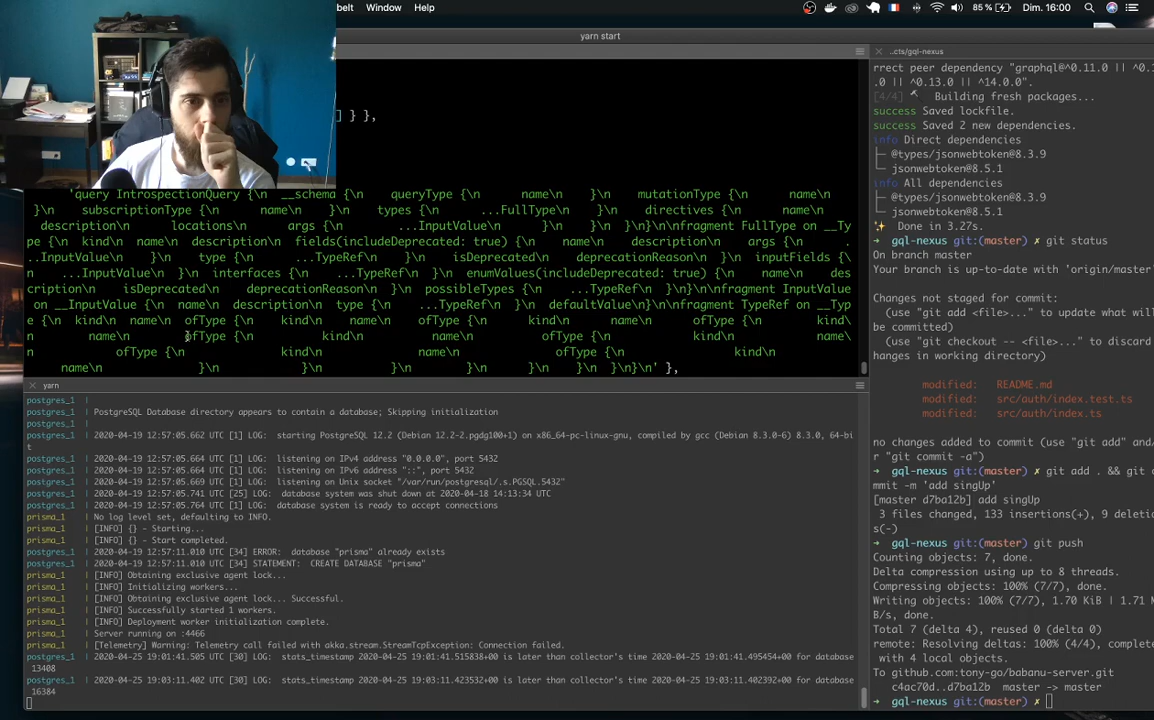 belt Window Help
85 % Dim. 16:00
yarn start
] } },
'query IntrospectionQuery {\n __schema {\n queryType {\n name\n }\n mutationType {\n name\n
}\n subscriptionType {\n name\n }\n types {\n ...FullType\n }\n directives {\n name\n
description\n locations\n args {\n ...InputValue\n }\n }\n }\n}\n\nfragment FullType on __Ty
pe {\n kind\n name\n description\n fields(includeDeprecated: true) {\n name\n description\n args {\n .
..InputValue\n }\n type {\n ...TypeRef\n }\n isDeprecated\n deprecationReason\n }\n inputFields {\
n ...InputValue\n }\n interfaces {\n ...TypeRef\n }\n enumValues(includeDeprecated: true) {\n name\n des
cription\n isDeprecated\n deprecationReason\n }\n possibleTypes {\n ...TypeRef\n }\n}\n\nfragment InputValue
on __InputValue {\n name\n description\n type {\n ...TypeRef\n }\n defaultValue\n}\n\nfragment TypeRef on __Typ
e {\n kind\n name\n ofType {\n kind\n name\n ofType {\n kind\n name\n ofType {\n kind\
n name\n ofType {\n kind\n name\n ofType {\n kind\n name\
n ofType {\n kind\n name\n ofType {\n kind\n
name\n }\n }\n }\n }\n }\n }\n }\n}\n' },
yarn
postgres_1 |
postgres_1 | PostgreSQL Database directory appears to contain a database; Skipping initialization
postgres_1 |
postgres_1 | 2020-04-19 12:57:05.662 UTC [1] LOG: starting PostgreSQL 12.2 (Debian 12.2-2.pgdg100+1) on x86_64-pc-linux-gnu, compiled by gcc (Debian 8.3.0-6) 8.3.0, 64-bi
t
postgres_1 | 2020-04-19 12:57:05.664 UTC [1] LOG: listening on IPv4 address "0.0.0.0", port 5432
postgres_1 | 2020-04-19 12:57:05.665 UTC [1] LOG: listening on IPv6 address "::", port 5432
postgres_1 | 2020-04-19 12:57:05.669 UTC [1] LOG: listening on Unix socket "/var/run/postgresql/.s.PGSQL.5432"
postgres_1 | 2020-04-19 12:57:05.741 UTC [25] LOG: database system was shut down at 2020-04-18 14:13:34 UTC
postgres_1 | 2020-04-19 12:57:05.764 UTC [1] LOG: database system is ready to accept connections
prisma_1 | No log level set, defaulting to INFO.
prisma_1 | [INFO] {} - Starting...
prisma_1 | [INFO] {} - Start completed.
postgres_1 | 2020-04-19 12:57:11.010 UTC [34] ERROR: database "prisma" already exists
postgres_1 | 2020-04-19 12:57:11.010 UTC [34] STATEMENT: CREATE DATABASE "prisma"
prisma_1 | [INFO] Obtaining exclusive agent lock...
prisma_1 | [INFO] Initializing workers...
prisma_1 | [INFO] Obtaining exclusive agent lock... Successful.
prisma_1 | [INFO] Successfully started 1 workers.
prisma_1 | [INFO] Deployment worker initialization complete.
prisma_1 | Server running on :4466
prisma_1 | [Telemetry] Warning: Telemetry call failed with akka.stream.StreamTcpException: Connection failed.
postgres_1 | 2020-04-25 19:01:41.505 UTC [30] LOG: stats_timestamp 2020-04-25 19:01:41.515838+00 is later than collector's time 2020-04-25 19:01:41.495454+00 for database
13408
postgres_1 | 2020-04-25 19:03:11.402 UTC [30] LOG: stats_timestamp 2020-04-25 19:03:11.423532+00 is later than collector's time 2020-04-25 19:03:11.402392+00 for database
16384
..cts/gql-nexus
rrect peer dependency "graphql@^0.11.0 || ^0.1
.0 || ^0.13.0 || ^14.0.0".
[4/4] Building fresh packages...
success Saved lockfile.
success Saved 2 new dependencies.
info Direct dependencies
├─ @types/jsonwebtoken@8.3.9
└─ jsonwebtoken@8.5.1
info All dependencies
├─ @types/jsonwebtoken@8.3.9
└─ jsonwebtoken@8.5.1
✨ Done in 3.27s.
➜ gql-nexus git:(master) ✗ git status
On branch master
Your branch is up-to-date with 'origin/master'
Changes not staged for commit:
(use "git add <file>..." to update what will
be committed)
(use "git checkout -- <file>..." to discard
hanges in working directory)
modified: README.md
modified: src/auth/index.test.ts
modified: src/auth/index.ts
no changes added to commit (use "git add" and/
r "git commit -a")
➜ gql-nexus git:(master) ✗ git add . && git c
mmit -m 'add singUp'
[master d7ba12b] add singUp
3 files changed, 133 insertions(+), 9 deletio
s(-)
➜ gql-nexus git:(master) ✗ git push
Counting objects: 7, done.
Delta compression using up to 8 threads.
Compressing objects: 100% (7/7), done.
Writing objects: 100% (7/7), 1.70 KiB | 1.71 M
B/s, done.
Total 7 (delta 4), reused 0 (delta 0)
remote: Resolving deltas: 100% (4/4), complete
with 4 local objects.
To github.com:tony-go/babanu-server.git
c4ac70d..d7ba12b master -> master
➜ gql-nexus git:(master) ✗